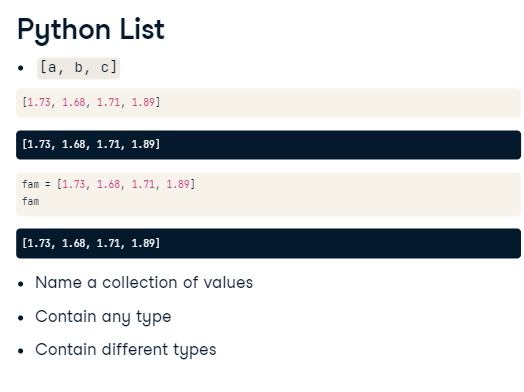 Python List
• [a, b, c]
[1.73, 1.68, 1.71, 1.89]
[1.73, 1.68, 1.71, 1.89]
fam = [1.73, 1.68, 1.71, 1.89]
fam
[1.73, 1.68, 1.71, 1.89]
• Name a collection of values
• Contain any type
• Contain different types